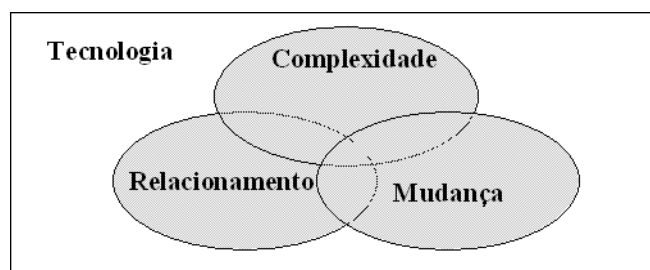 Tecnologia
Complexidade
Relacionamento
Mudança